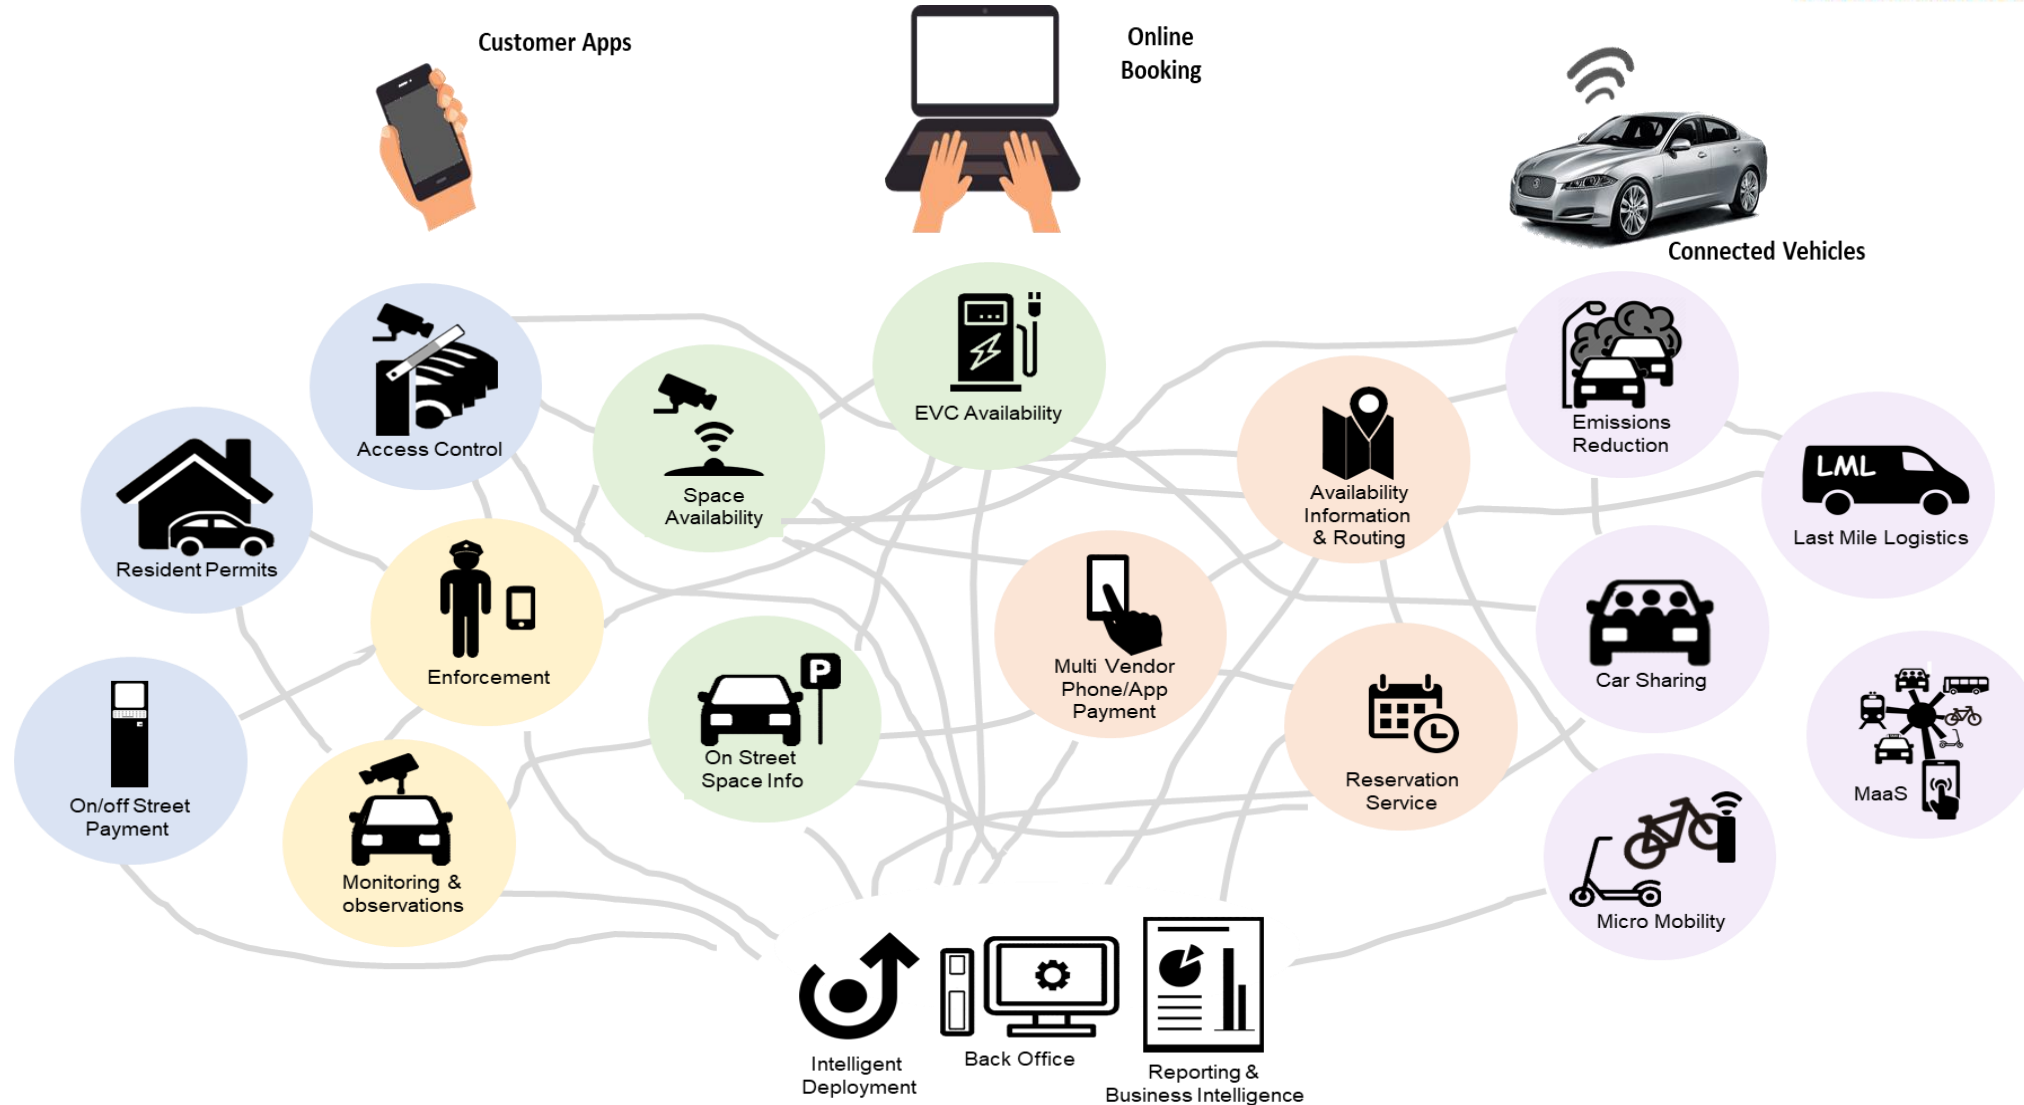 Customer Apps
Online
Booking
Connected Vehicles
Access Control
EVC Availability
Emissions
Reduction
Space
Availability
Availability
Information
& Routing
LML
Last Mile Logistics
Resident Permits
Enforcement
P
Multi Vendor
Phone/App
Payment
Car Sharing
On Street
Space Info
Reservation
Service
MaaS
On/off Street
Payment
Monitoring &
observations
Micro Mobility
Intelligent
Deployment
Back Office
Reporting &
Business Intelligence